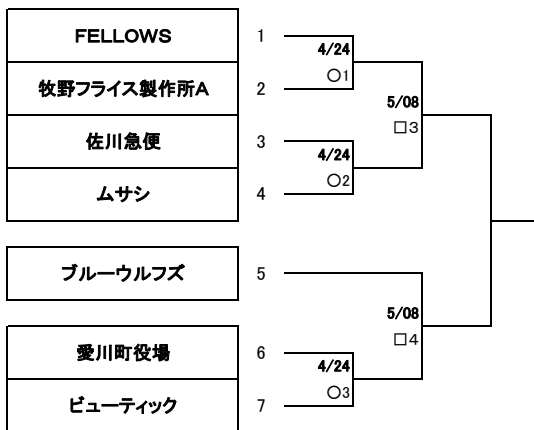 FELLOWS 1
4/24
○1
牧野フライス製作所A 2
5/08
□3
佐川急便 3
4/24
○2
ムサシ 4
ブルーウルフズ 5
5/08
□4
愛川町役場 6
4/24
○3
ビューティック 7